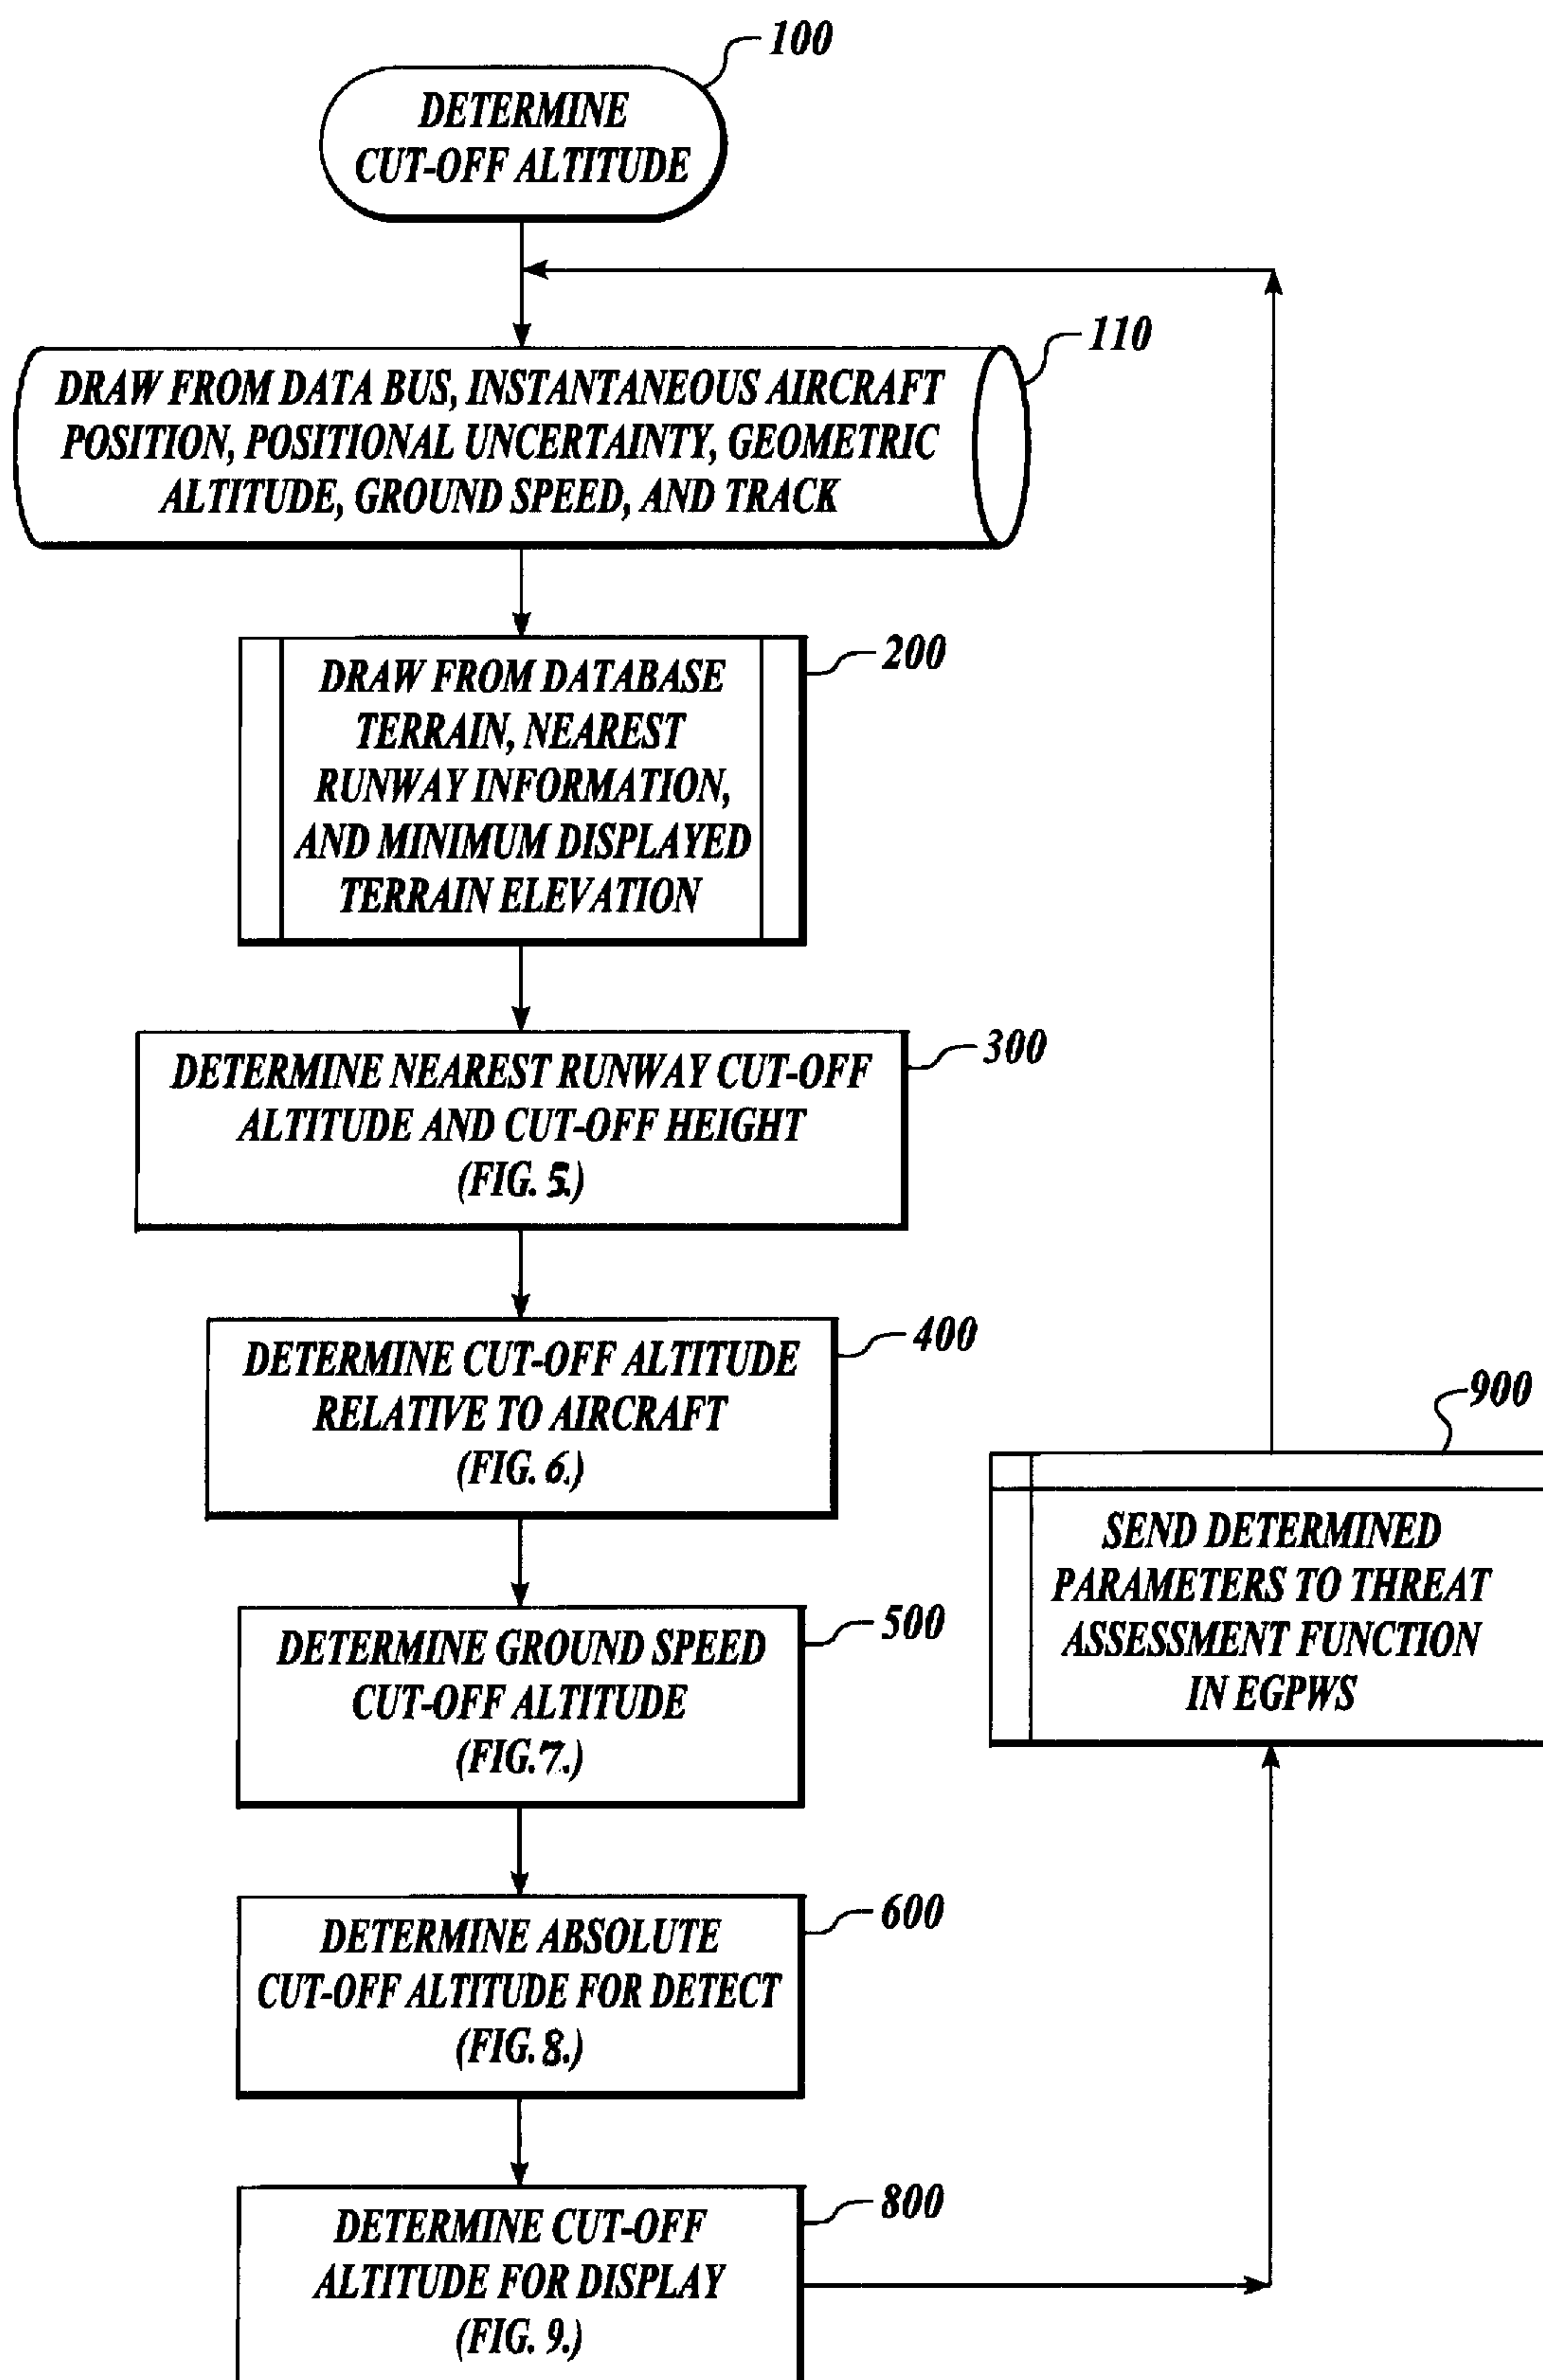 100
DETERMINE
CUT-OFF ALTITUDE
110
DRAW FROM DATA BUS, INSTANTANEOUS AIRCRAFT
POSITION, POSITIONAL UNCERTAINTY, GEOMETRIC
ALTITUDE, GROUND SPEED, AND TRACK
200
DRAW FROM DATABASE
TERRAIN, NEAREST
RUNWAY INFORMATION,
AND MINIMUM DISPLAYED
TERRAIN ELEVATION
300
DETERMINE NEAREST RUNWAY CUT-OFF
ALTITUDE AND CUT-OFF HEIGHT
(FIG. 5.)
400
DETERMINE CUT-OFF ALTITUDE
RELATIVE TO AIRCRAFT
(FIG. 6.)
500
DETERMINE GROUND SPEED
CUT-OFF ALTITUDE
(FIG.7.)
600
DETERMINE ABSOLUTE
CUT-OFF ALTITUDE FOR DETECT
(FIG. 8.)
800
DETERMINE CUT-OFF
ALTITUDE FOR DISPLAY
(FIG. 9.)
900
SEND DETERMINED
PARAMETERS TO THREAT
ASSESSMENT FUNCTION
IN EGPWS